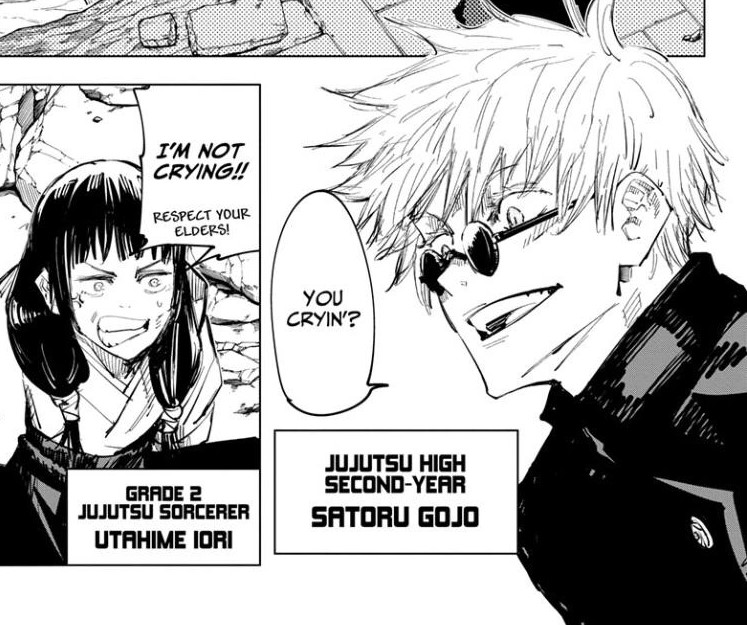 YOU
CRYIN'?
JUJUTSU HIGH
SECOND-YEAR
SATORU GOJO
I'M NOT
CRYING!!
RESPECT YOUR
ELDERS!
GRADE 2
JUJUTSU SORCERER
UTAHIME IORI